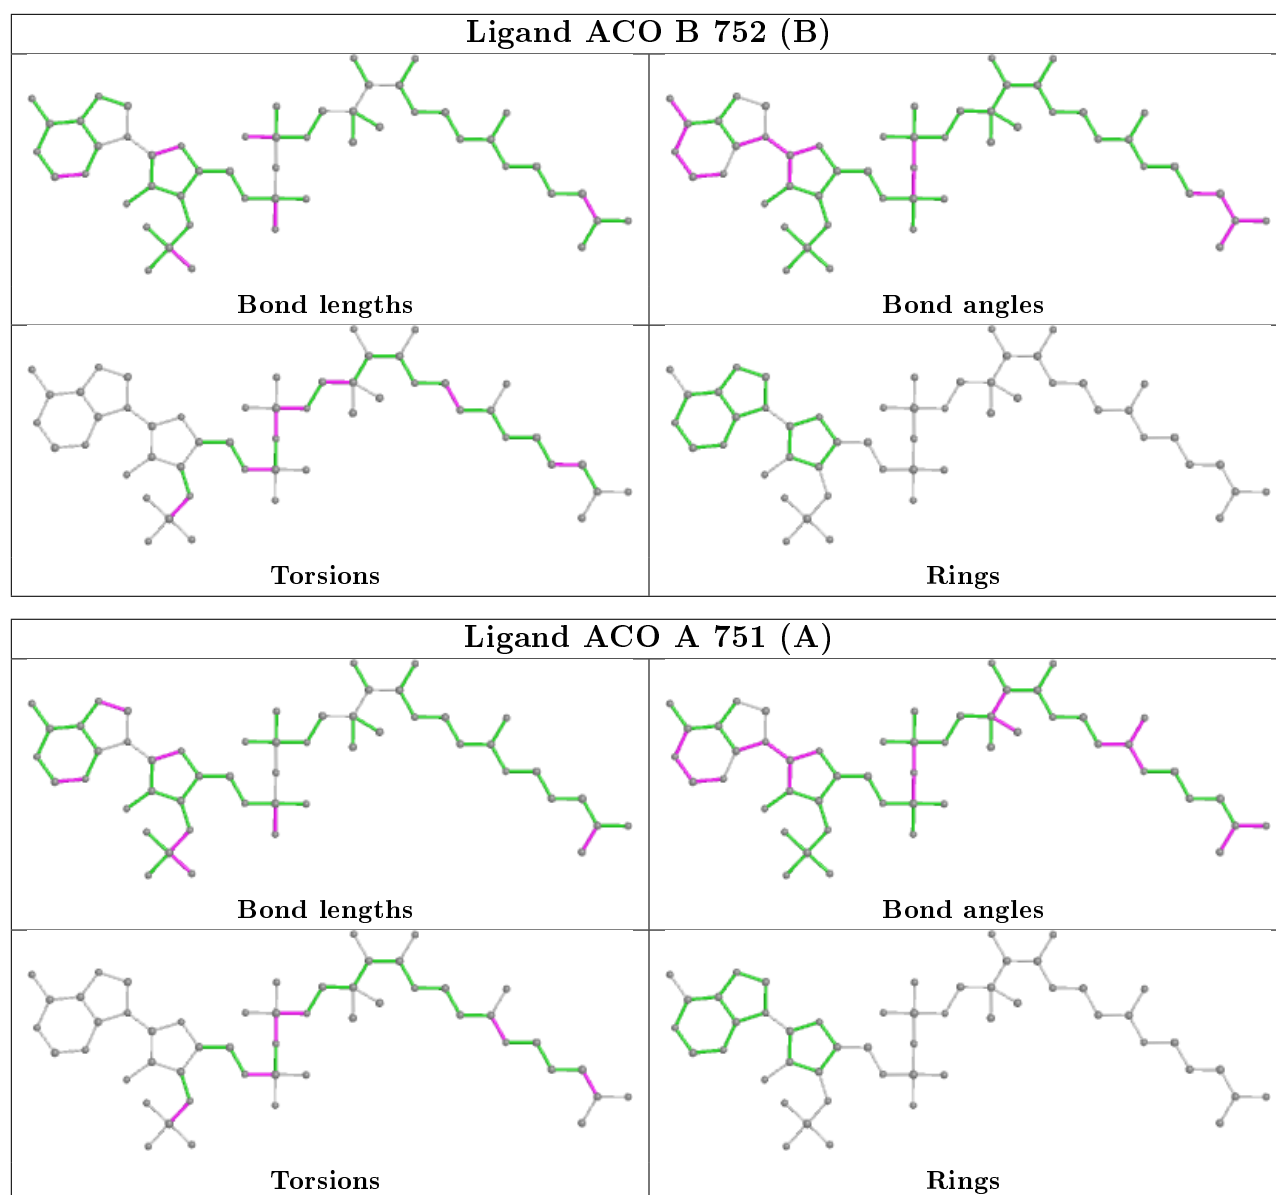 Ligand ACO B 752 (B)
Bond lengths
Bond angles
Torsions
Rings
Ligand ACO A 751 (A)
Bond lengths
Bond angles
Torsions
Rings